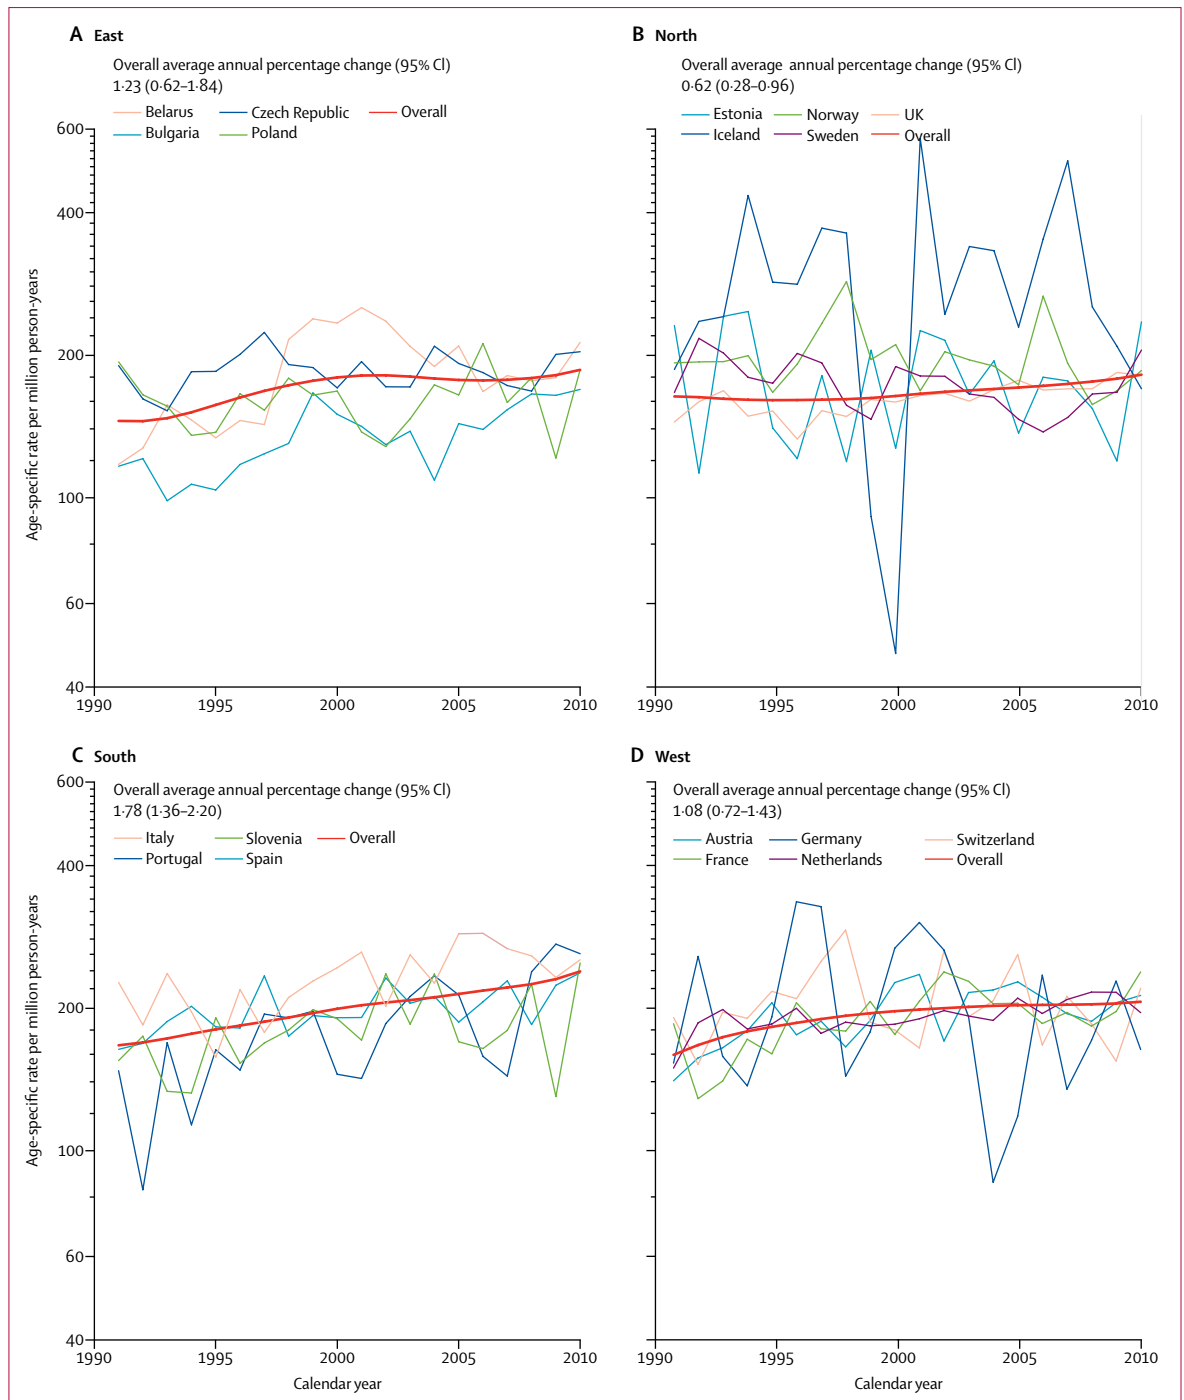 A East
Overall average annual percentage change (95% Cl)
1·23 (0·62–1·84)
Belarus Czech Republic Overall
Bulgaria Poland
600
400
200
100
60
40
1990 1995 2000 2005 2010
Age-specific rate per million person-years
B North
Overall average annual percentage change (95% Cl)
0·62 (0·28–0·96)
Estonia Norway UK
Iceland Sweden Overall
1990 1995 2000 2005 2010
C South
Overall average annual percentage change (95% Cl)
1·78 (1·36–2·20)
Italy Slovenia Overall
Portugal Spain
600
400
200
100
60
40
1990 1995 2000 2005 2010
Age-specific rate per million person-years
Calendar year
D West
Overall average annual percentage change (95% Cl)
1·08 (0·72–1·43)
Austria Germany Switzerland
France Netherlands Overall
1990 1995 2000 2005 2010
Calendar year